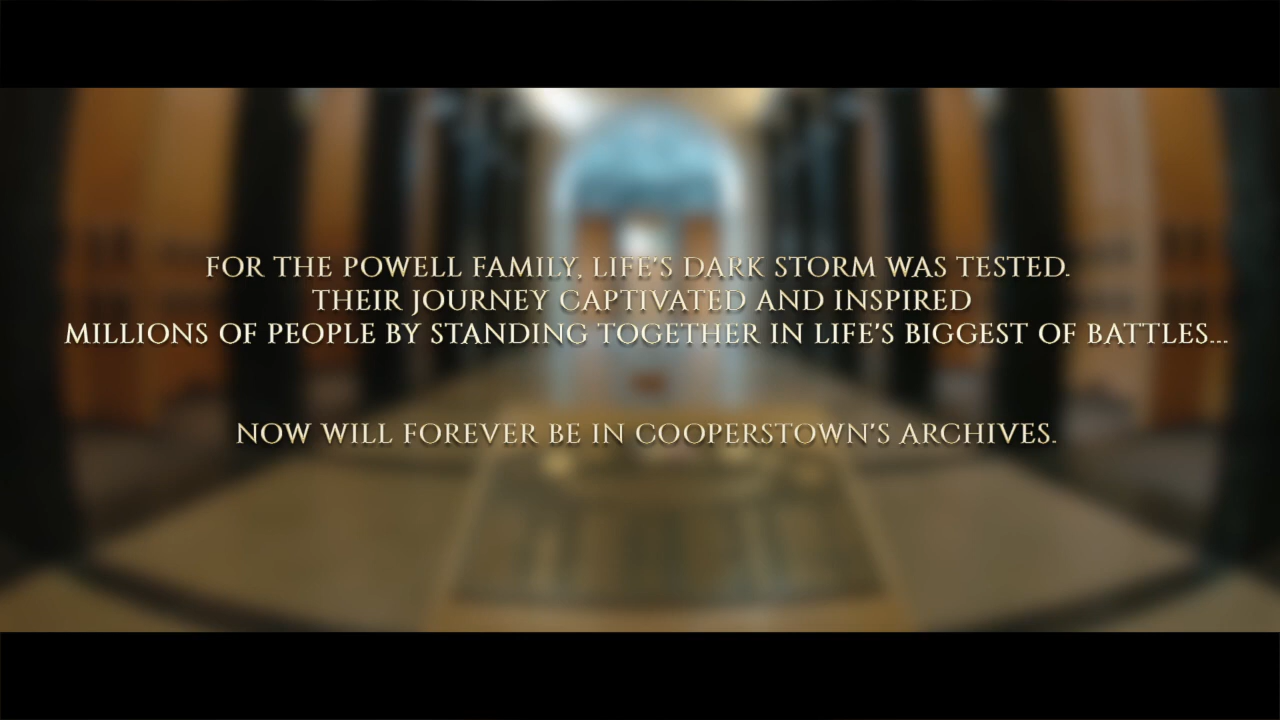 FOR THE POWELL FAMILY, LIFE'S DARK STORM WAS TESTED.
THEIR JOURNEY CAPTIVATED AND INSPIRED
MILLIONS OF PEOPLE BY STANDING TOGETHER IN LIFE'S BIGGEST OF BATTLES...
NOW WILL FOREVER BE IN COOPERSTOWN'S ARCHIVES.